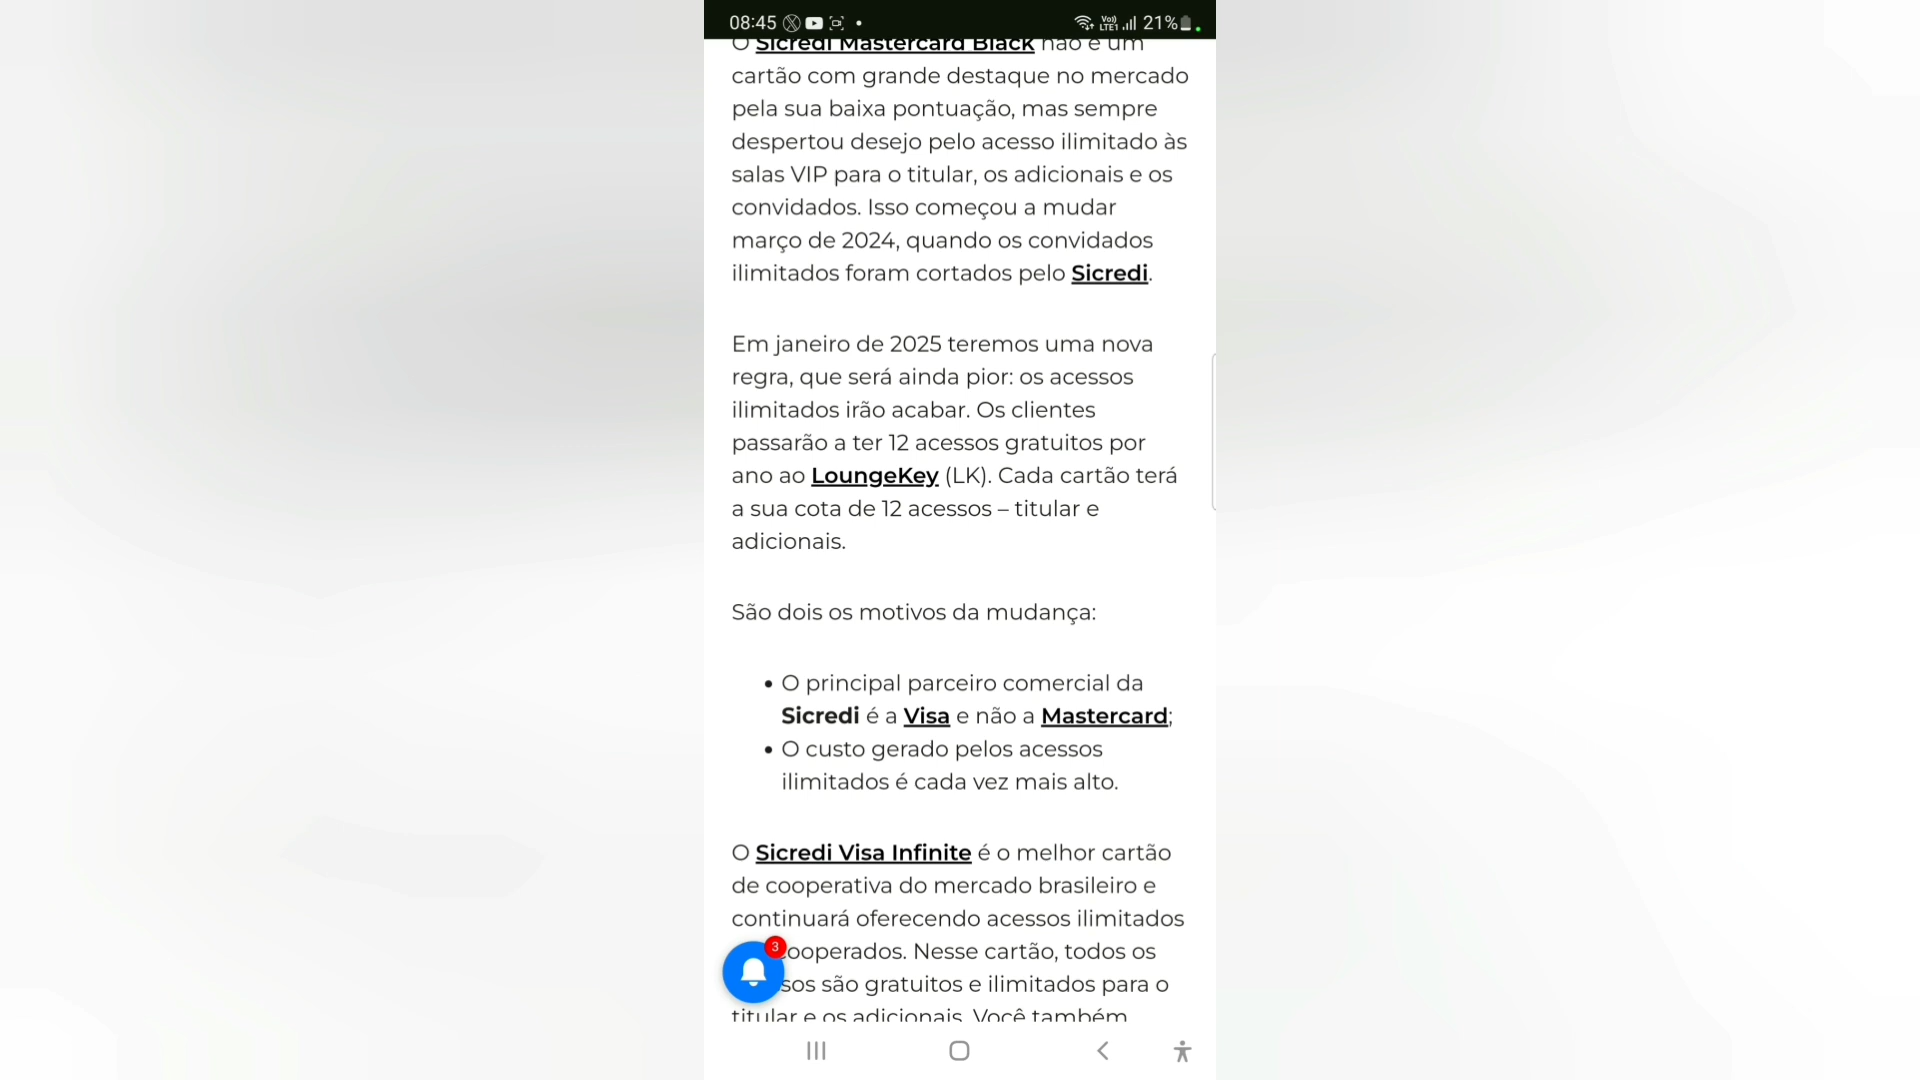 08:45
VoLTE1 21%
O Sicredi Mastercard Black não é um
cartão com grande destaque no mercado
pela sua baixa pontuação, mas sempre
despertou desejo pelo acesso ilimitado às
salas VIP para o titular, os adicionais e os
convidados. Isso começou a mudar
março de 2024, quando os convidados
ilimitados foram cortados pelo Sicredi.
Em janeiro de 2025 teremos uma nova
regra, que será ainda pior: os acessos
ilimitados irão acabar. Os clientes
passarão a ter 12 acessos gratuitos por
ano ao LoungeKey (LK). Cada cartão terá
a sua cota de 12 acessos – titular e
adicionais.
São dois os motivos da mudança:
• O principal parceiro comercial da
Sicredi é a Visa e não a Mastercard;
• O custo gerado pelos acessos
ilimitados é cada vez mais alto.
O Sicredi Visa Infinite é o melhor cartão
de cooperativa do mercado brasileiro e
continuará oferecendo acessos ilimitados
3
ooperados. Nesse cartão, todos os
sos são gratuitos e ilimitados para o
titular e os adicionais. Você também